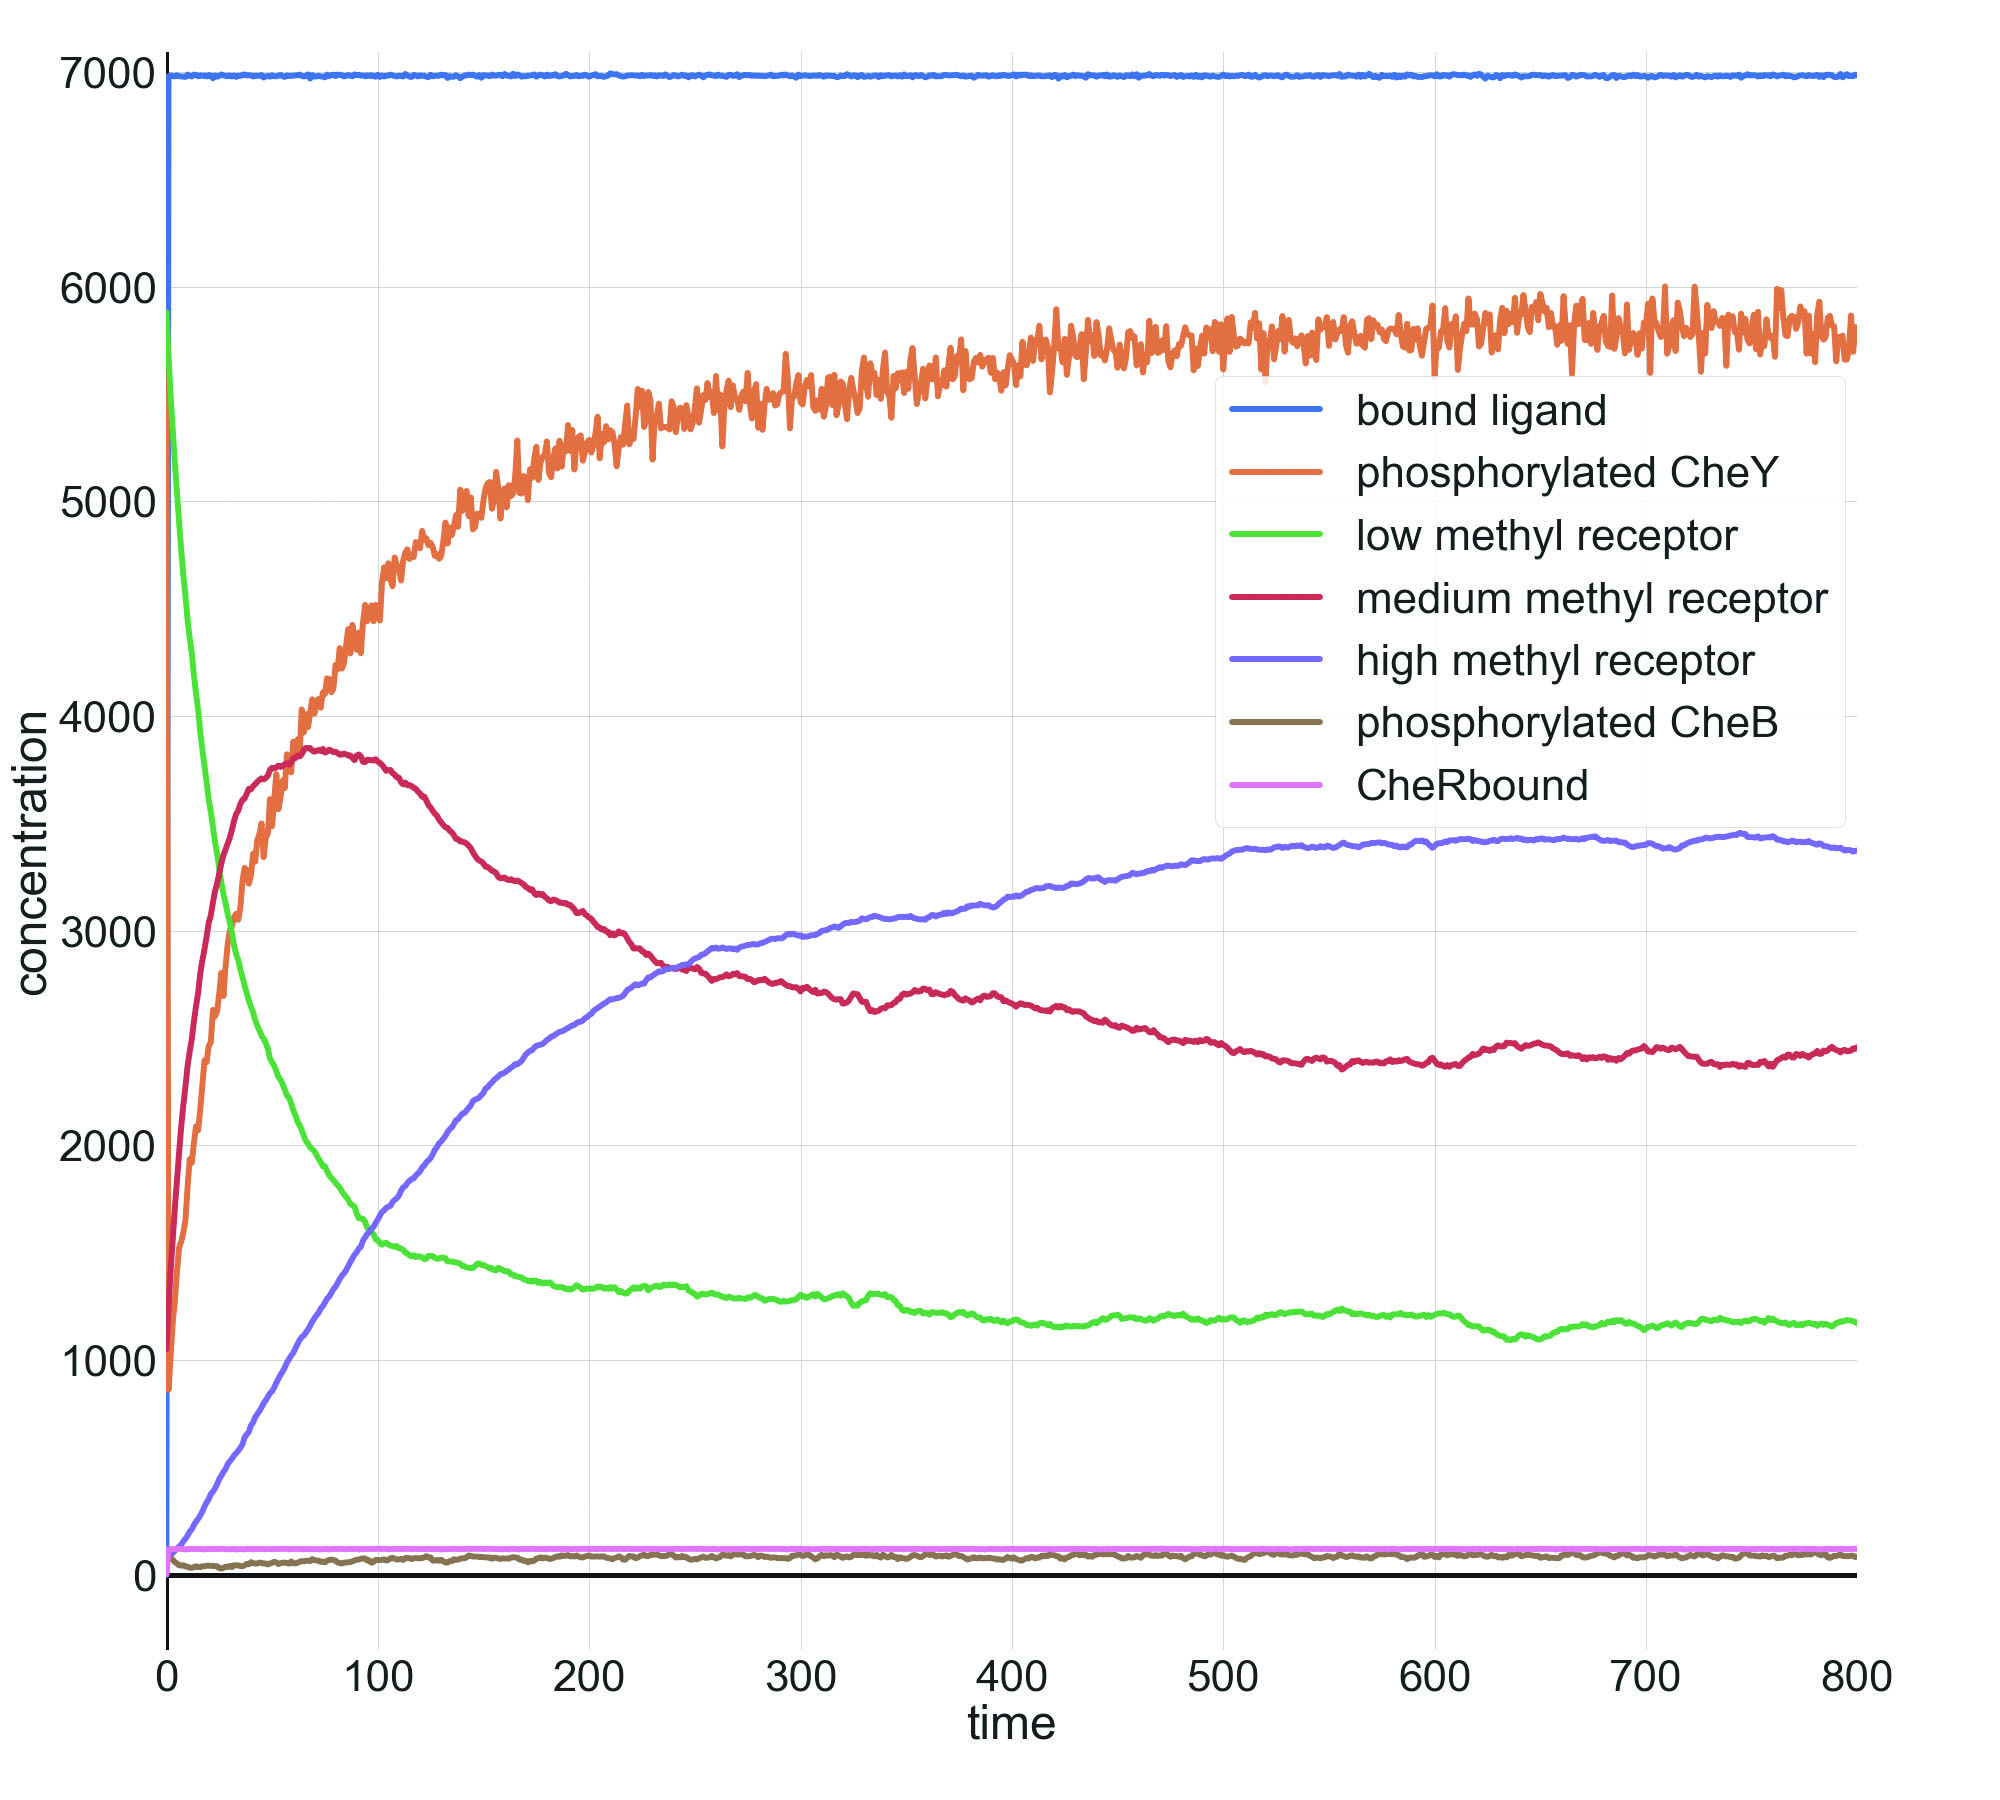 7000
6000
5000
4000
3000
2000
1000
0
concentration
0 100 200 300 400 500 600 700 800
time
bound ligand
phosphorylated CheY
low methyl receptor
medium methyl receptor
high methyl receptor
phosphorylated CheB
CheRbound